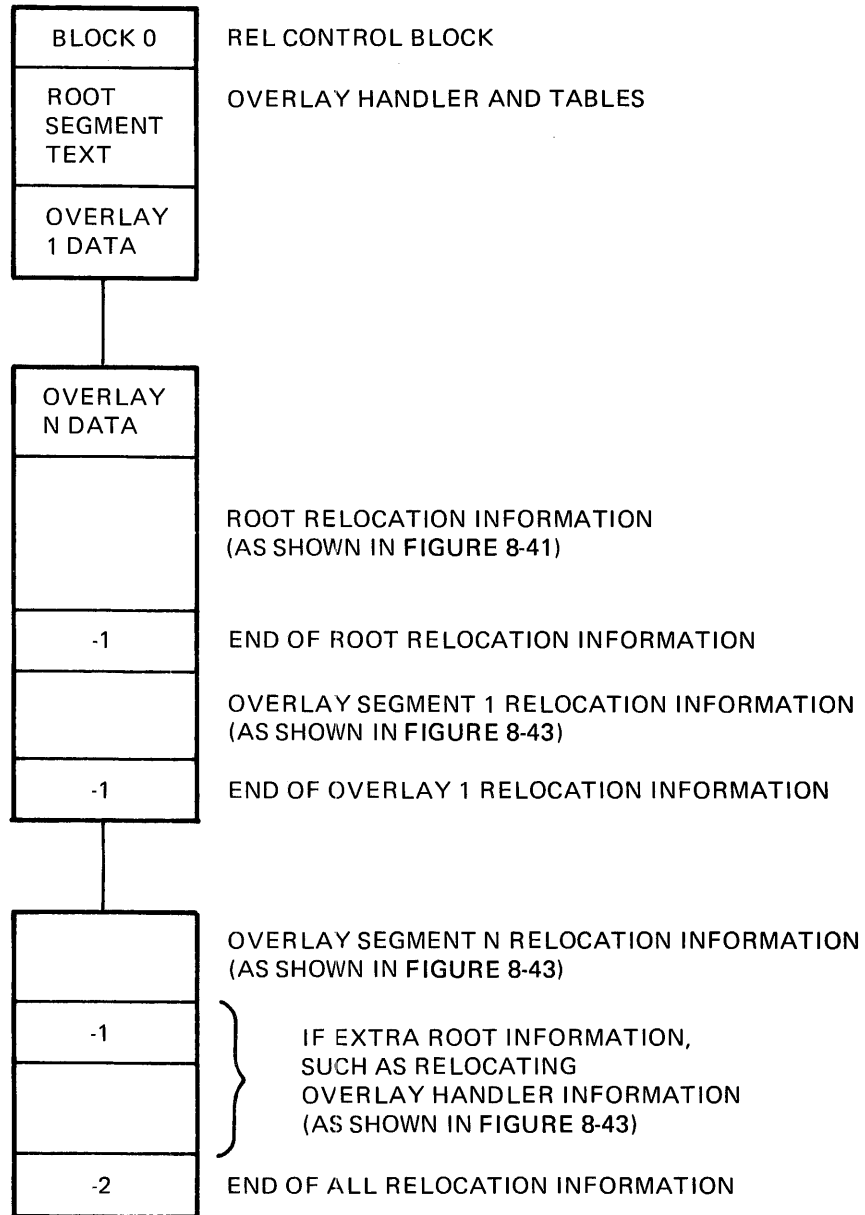 BLOCK 0 REL CONTROL BLOCK
ROOT SEGMENT TEXT OVERLAY HANDLER AND TABLES
OVERLAY
1 DATA
OVERLAY
N DATA
ROOT RELOCATION INFORMATION
(AS SHOWN IN FIGURE 8-41)
-1 END OF ROOT RELOCATION INFORMATION
OVERLAY SEGMENT 1 RELOCATION INFORMATION
(AS SHOWN IN FIGURE 8-43)
-1 END OF OVERLAY 1 RELOCATION INFORMATION
OVERLAY SEGMENT N RELOCATION INFORMATION
(AS SHOWN IN FIGURE 8-43)
-1
IF EXTRA ROOT INFORMATION,
SUCH AS RELOCATING
OVERLAY HANDLER INFORMATION
(AS SHOWN IN FIGURE 8-43)
-2 END OF ALL RELOCATION INFORMATION